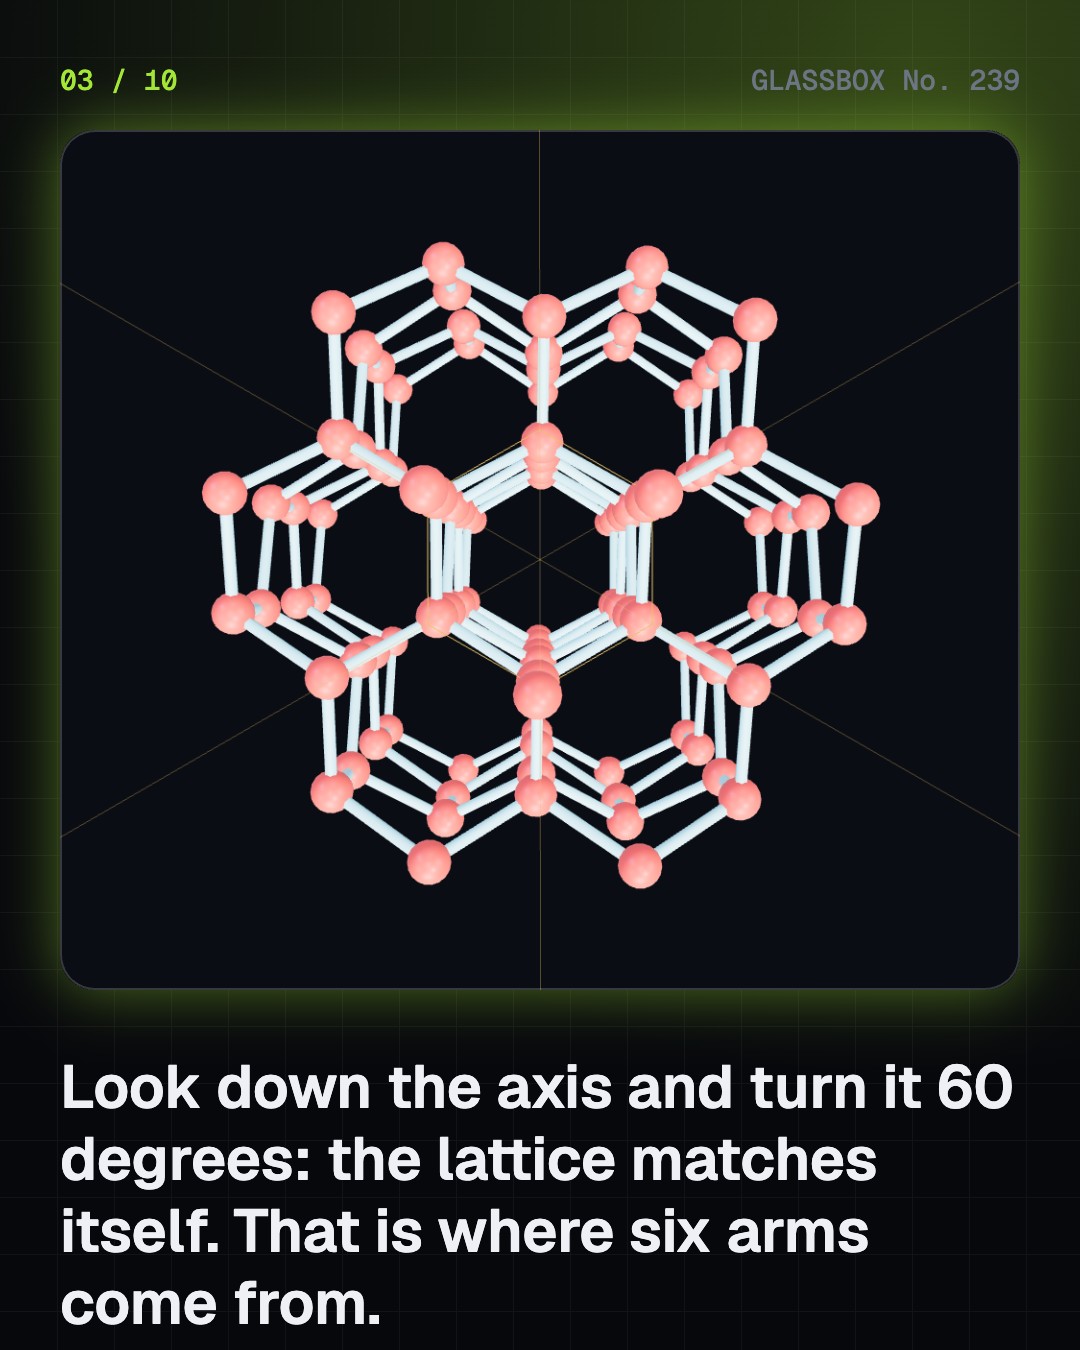 03 / 10
GLASSBOX No. 239
Look down the axis and turn it 60
degrees: the lattice matches
itself. That is where six arms
come from.